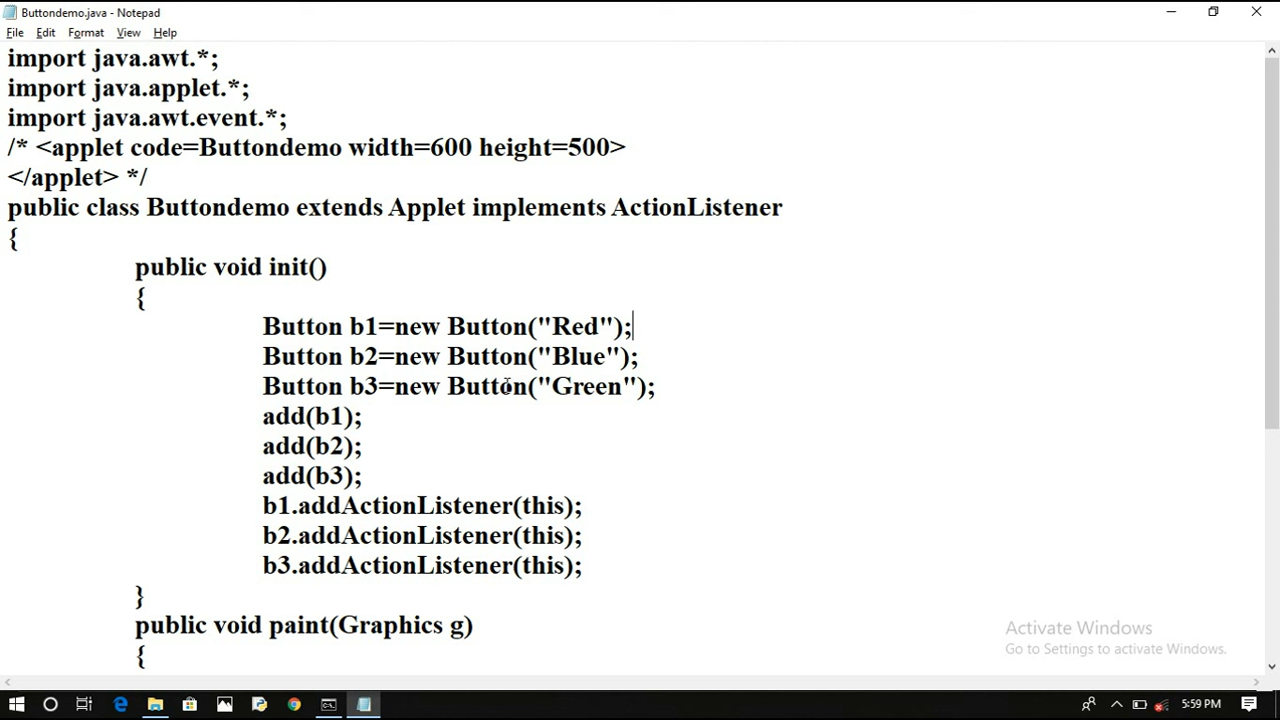 Buttondemo.java - Notepad
File Edit Format View Help
import java.awt.*;
import java.applet.*;
import java.awt.event.*;
/* <applet code=Buttondemo width=600 height=500>
</applet> */
public class Buttondemo extends Applet implements ActionListener
{
public void init()
{
Button b1=new Button("Red");
Button b2=new Button("Blue");
Button b3=new Button("Green");
add(b1);
add(b2);
add(b3);
b1.addActionListener(this);
b2.addActionListener(this);
b3.addActionListener(this);
}
public void paint(Graphics g)
{
Activate Windows
Go to Settings to activate Windows.
5:59 PM